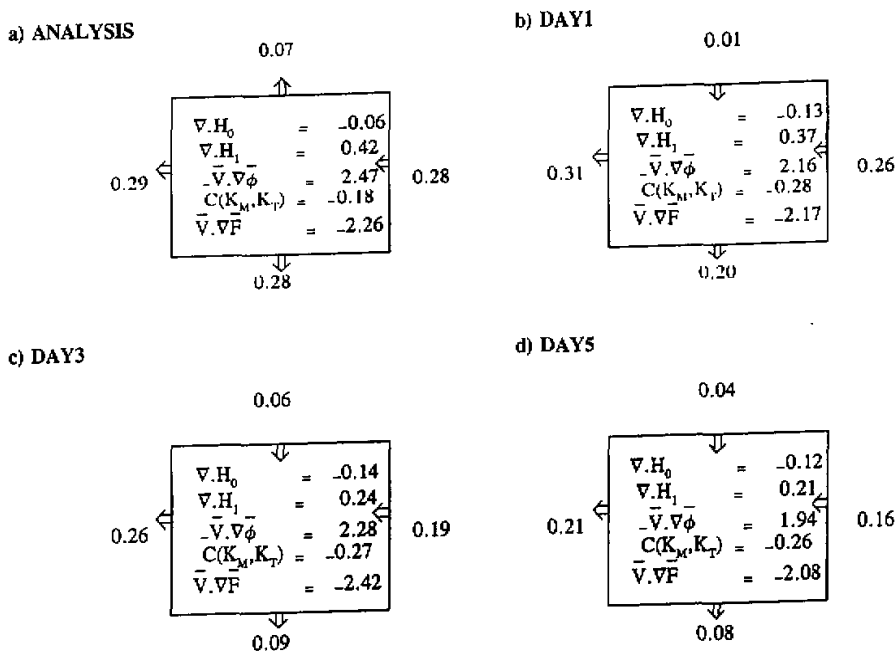 a) ANALYSIS
0.07
∇.H₀ = -0.06
∇.H₁ = 0.42
-V̅.∇φ̅ = 2.47
C(K_M,K_T) = -0.18
V̅.∇F̅ = -2.26
0.29
0.28
0.28
b) DAY1
0.01
∇.H₀ = -0.13
∇.H₁ = 0.37
-V̅.∇φ̅ = 2.16
C(K_M,K_T) = -0.28
V̅.∇F̅ = -2.17
0.31
0.26
0.20
c) DAY3
0.06
∇.H₀ = -0.14
∇.H₁ = 0.24
-V̅.∇φ̅ = 2.28
C(K_M,K_T) = -0.27
V̅.∇F̅ = -2.42
0.26
0.19
0.09
d) DAY5
0.04
∇.H₀ = -0.12
∇.H₁ = 0.21
-V̅.∇φ̅ = 1.94
C(K_M,K_T) = -0.26
V̅.∇F̅ = -2.08
0.21
0.16
0.08